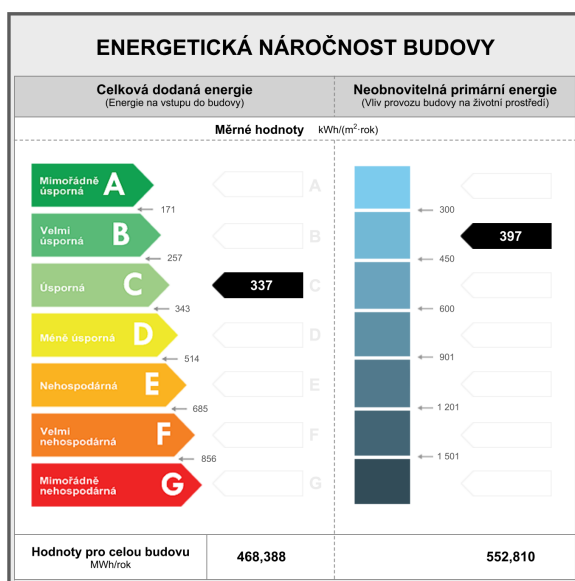 ENERGETICKÁ NÁROČNOST BUDOVY
Celková dodaná energie
(Energie na vstupu do budovy)
Neobnovitelná primární energie
(Vliv provozu budovy na životní prostředí)
Měrné hodnoty kWh/(m²·rok)
Mimořádně
úsporná
A
A
171
300
Velmi
úsporná
B
B
397
257
450
Úsporná
C
337
C
343
600
Méně úsporná
D
D
514
901
Nehospodárná
E
E
685
1 201
Velmi
nehospodárná
F
F
856
1 501
Mimořádně
nehospodárná
G
G
Hodnoty pro celou budovu
MWh/rok
468,388
552,810